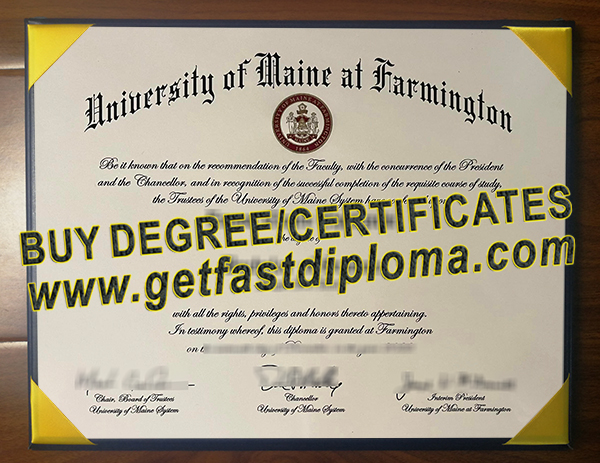 University of Maine at Farmington
Be it known that on the recommendation of the Faculty, with the concurrence of the President
and the Chancellor, and in recognition of the successful completion of the requisite course of study,
the Trustees of the University of Maine System
BUY DEGREE/CERTIFICATES
www.getfastdiploma.com
with all the rights, privileges and honors thereto appertaining.
In testimony whereof, this diploma is granted at Farmington
on
Chair, Board of Trustees
University of Maine System
Chancellor
University of Maine System
Interim President
University of Maine at Farmington